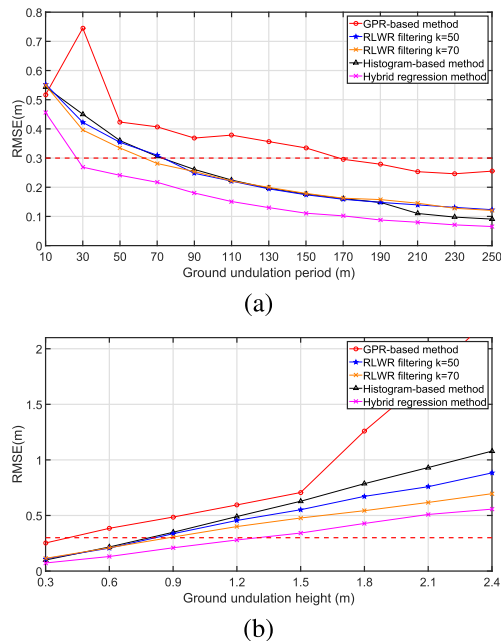 0.8
0.7
0.6
0.5
0.4
0.3
0.2
0.1
0
RMSE(m)
GPR-based method
RLWR filtering k=50
RLWR filtering k=70
Histogram-based method
Hybrid regression method
10 30 50 70 90 110 130 150 170 190 210 230 250
Ground undulation period (m)
(a)
2
1.5
1
0.5
0
RMSE(m)
GPR-based method
RLWR filtering k=50
RLWR filtering k=70
Histogram-based method
Hybrid regression method
0.3 0.6 0.9 1.2 1.5 1.8 2.1 2.4
Ground undulation height (m)
(b)